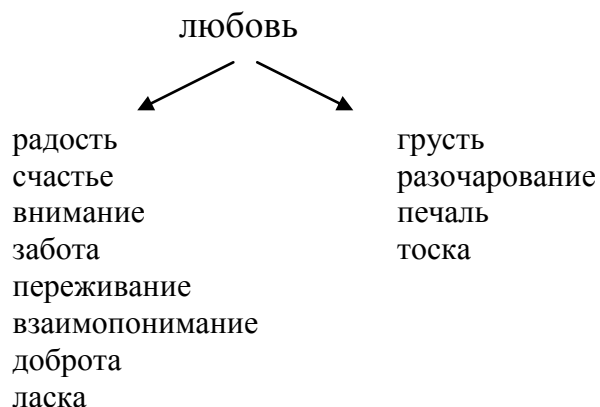 любовь
радость
счастье
внимание
забота
переживание
взаимопонимание
доброта
ласка
грусть
разочарование
печаль
тоска